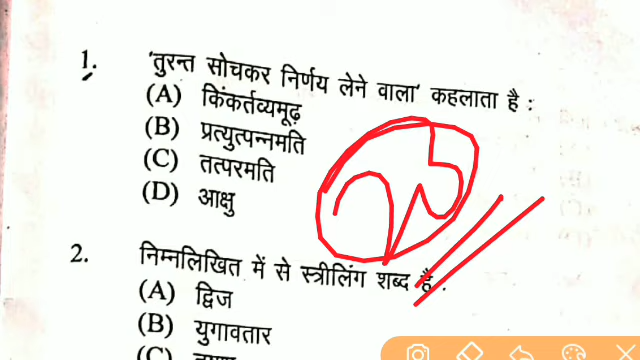 1. 'तुरन्त सोचकर निर्णय लेने वाला' कहलाता है :
(A) किंकर्तव्यमूढ़
(B) प्रत्युत्पन्नमति
(C) तत्परमति
(D) आक्षु
2. निम्नलिखित में से स्त्रीलिंग शब्द है :
(A) द्विज
(B) युगावतार
(C)